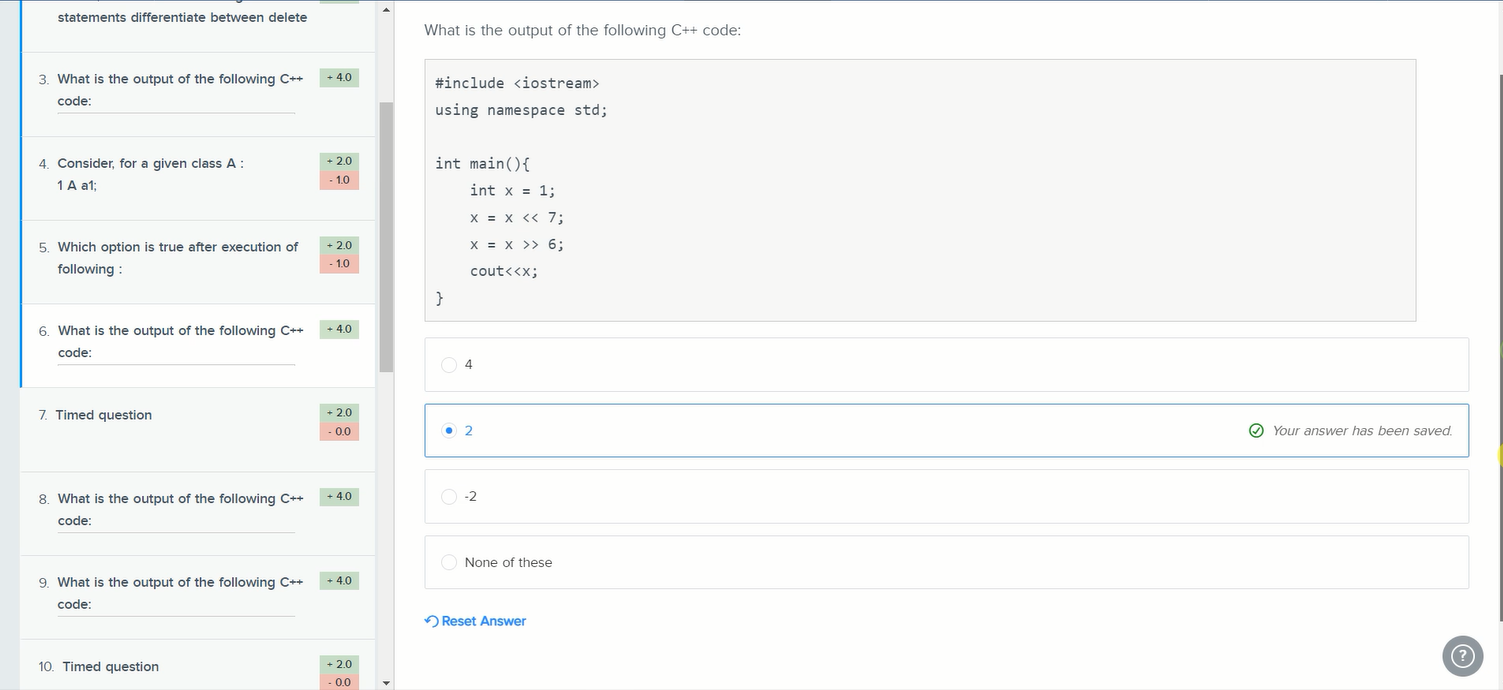 statements differentiate between delete
3. What is the output of the following C++
code:
+ 4.0
4. Consider, for a given class A :
1 A a1;
+ 2.0
- 1.0
5. Which option is true after execution of
following :
+ 2.0
- 1.0
6. What is the output of the following C++
code:
+ 4.0
7. Timed question
+ 2.0
- 0.0
8. What is the output of the following C++
code:
+ 4.0
9. What is the output of the following C++
code:
+ 4.0
10. Timed question
+ 2.0
- 0.0
What is the output of the following C++ code:
#include <iostream>
using namespace std;
int main(){
    int x = 1;
    x = x << 7;
    x = x >> 6;
    cout<<x;
}
4
2
Your answer has been saved.
-2
None of these
Reset Answer
?